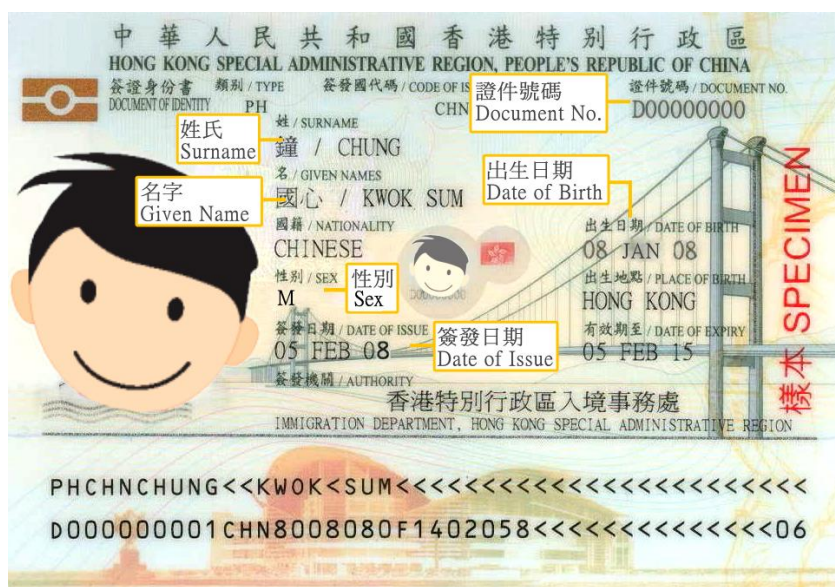 中華人民共和國香港特別行政區
HONG KONG SPECIAL ADMINISTRATIVE REGION, PEOPLE'S REPUBLIC OF CHINA
簽證身份書 類別 / TYPE 簽發國代碼 / CODE OF IS 證件號碼 / DOCUMENT NO.
DOCUMENT OF IDENTITY PH CHN D00000000
證件號碼
Document No.
姓 / SURNAME
鐘 / CHUNG
姓氏
Surname
名 / GIVEN NAMES
國心 / KWOK SUM
名字
Given Name
出生日期
Date of Birth
國籍 / NATIONALITY 出生日期 / DATE OF BIRTH
CHINESE 08 JAN 08
性別 / SEX 出生地點 / PLACE OF BIRTH
M HONG KONG
性別
Sex
D00000000
簽發日期 / DATE OF ISSUE 有效期至 / DATE OF EXPIRY
05 FEB 08 05 FEB 15
簽發日期
Date of Issue
簽發機關 / AUTHORITY
香港特別行政區入境事務處
IMMIGRATION DEPARTMENT, HONG KONG SPECIAL ADMINISTRATIVE REGION
樣本 SPECIMEN
PHCHNCHUNG<<KWOK<SUM<<<<<<<<<<<<<<<<<<<<<<<<
D000000001CHN8008080F1402058<<<<<<<<<<<<<<06